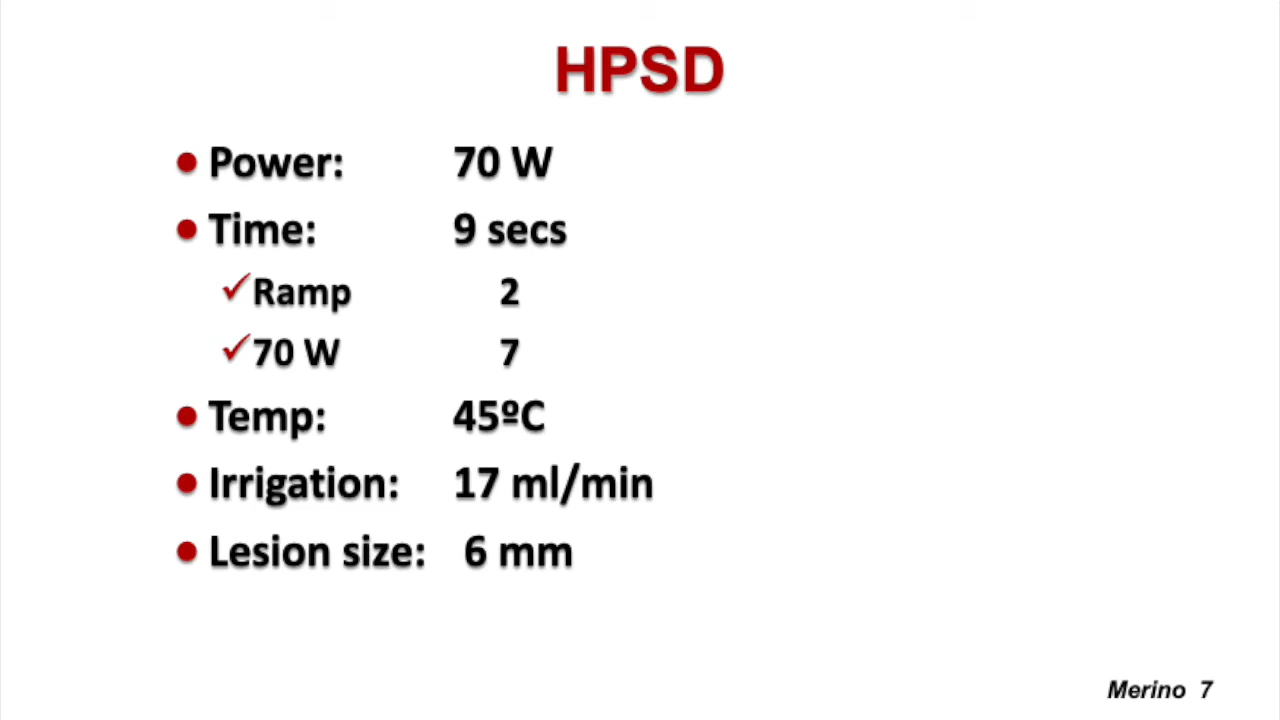 HPSD
Power: 70 W
Time: 9 secs
Ramp 2
70 W 7
Temp: 45ºC
Irrigation: 17 ml/min
Lesion size: 6 mm
Merino 7